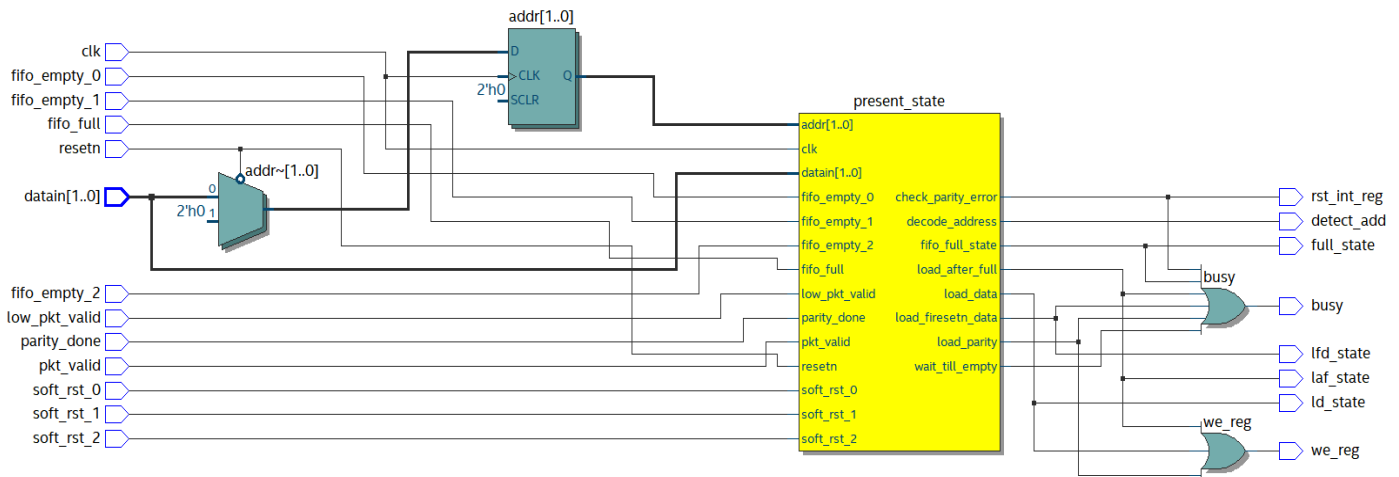 addr[1..0]
clk
fifo_empty_0
fifo_empty_1
fifo_full
resetn
datain[1..0]
D
CLK
Q
2'h0
SCLR
addr~[1..0]
0
2'h0
1
fifo_empty_2
low_pkt_valid
parity_done
pkt_valid
soft_rst_0
soft_rst_1
soft_rst_2
present_state
addr[1..0]
clk
datain[1..0]
fifo_empty_0
fifo_empty_1
fifo_empty_2
fifo_full
low_pkt_valid
parity_done
pkt_valid
resetn
soft_rst_0
soft_rst_1
soft_rst_2
check_parity_error
decode_address
fifo_full_state
load_after_full
load_data
load_firesetn_data
load_parity
wait_till_empty
busy
we_reg
rst_int_reg
detect_add
full_state
busy
lfd_state
laf_state
ld_state
we_reg